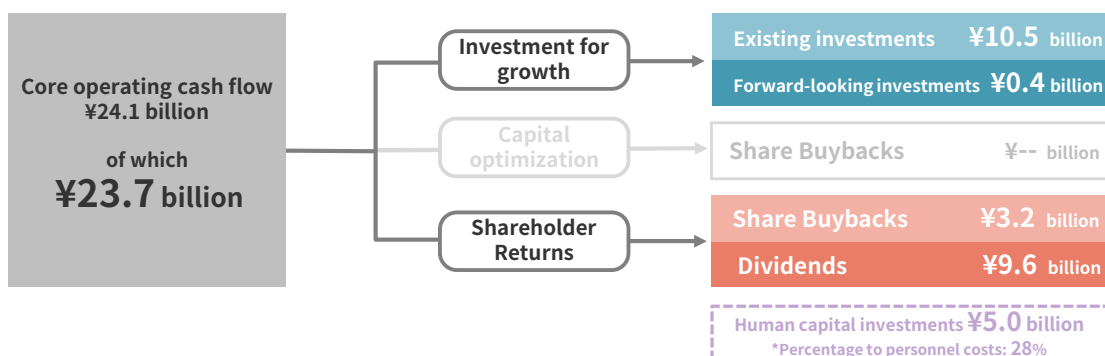 Core operating cash flow
¥24.1 billion
of which
¥23.7 billion
Investment for
growth
Existing investments ¥10.5 billion
Forward-looking investments ¥0.4 billion
Capital
optimization
Share Buybacks ¥-- billion
Shareholder
Returns
Share Buybacks ¥3.2 billion
Dividends ¥9.6 billion
Human capital investments ¥5.0 billion
*Percentage to personnel costs: 28%